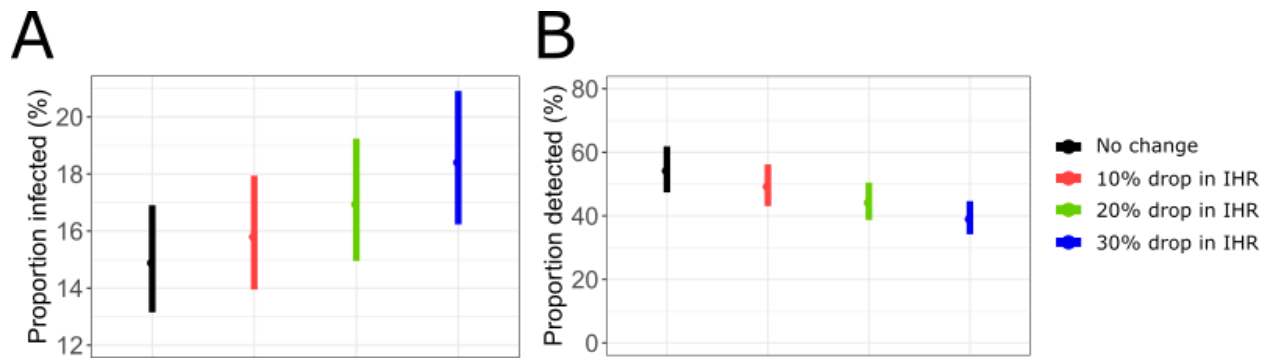 A
Proportion infected (%)
20
18
16
14
12
B
Proportion detected (%)
80
60
40
20
0
No change
10% drop in IHR
20% drop in IHR
30% drop in IHR